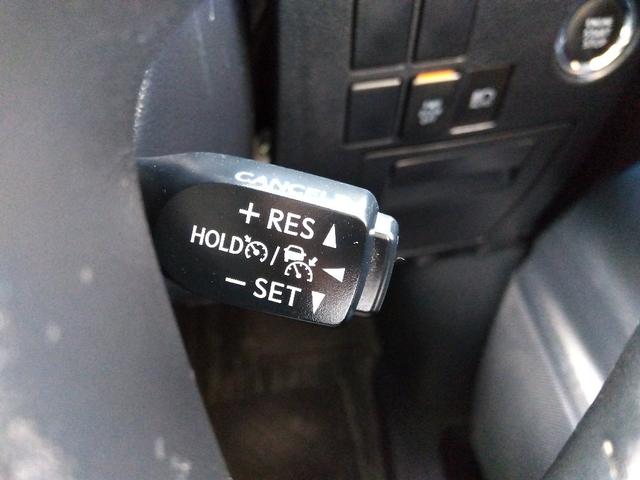 CANCEL
+ RES
HOLD /
− SET